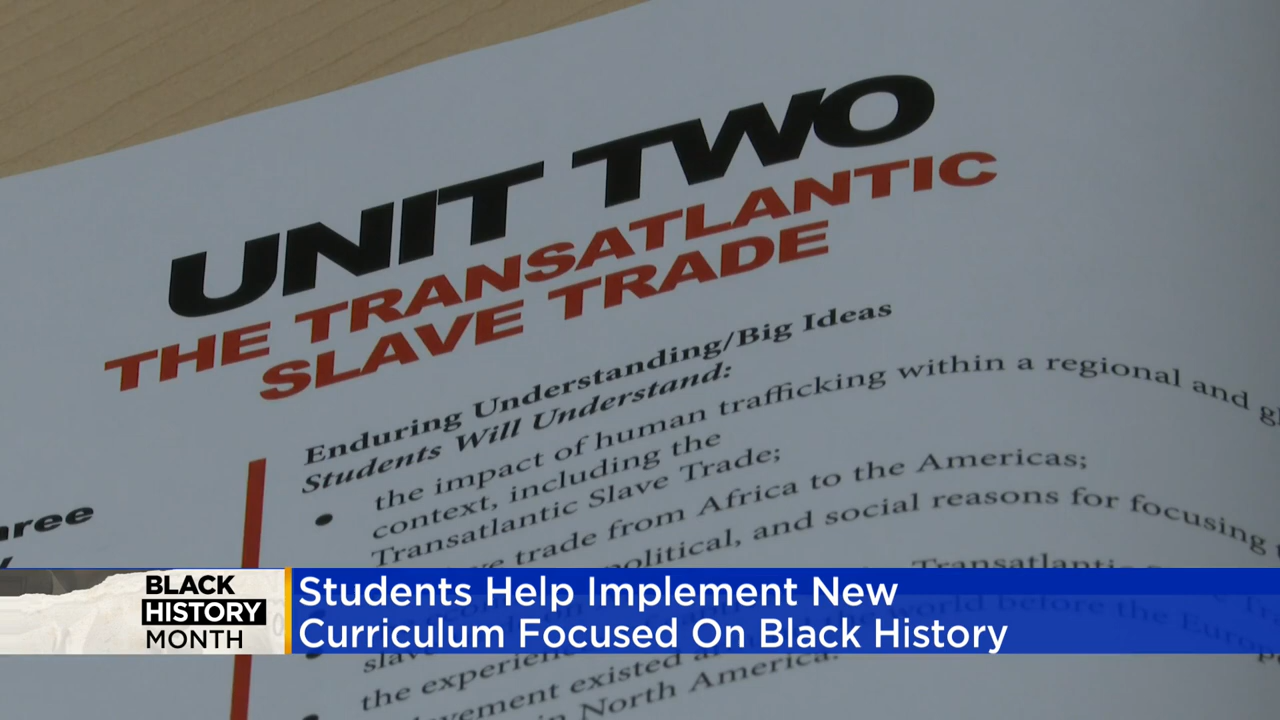 UNIT TWO
THE TRANSATLANTIC
SLAVE TRADE
Enduring Understanding/Big Ideas
Students Will Understand:
• the impact of human trafficking within a regional and
context, including the
Transatlantic Slave Trade;
trade from Africa to the Americas;
political, and social reasons for focusing
Transatlantic
world before the
the
existed
in North America.
BLACK
HISTORY
MONTH
Students Help Implement New
Curriculum Focused On Black History